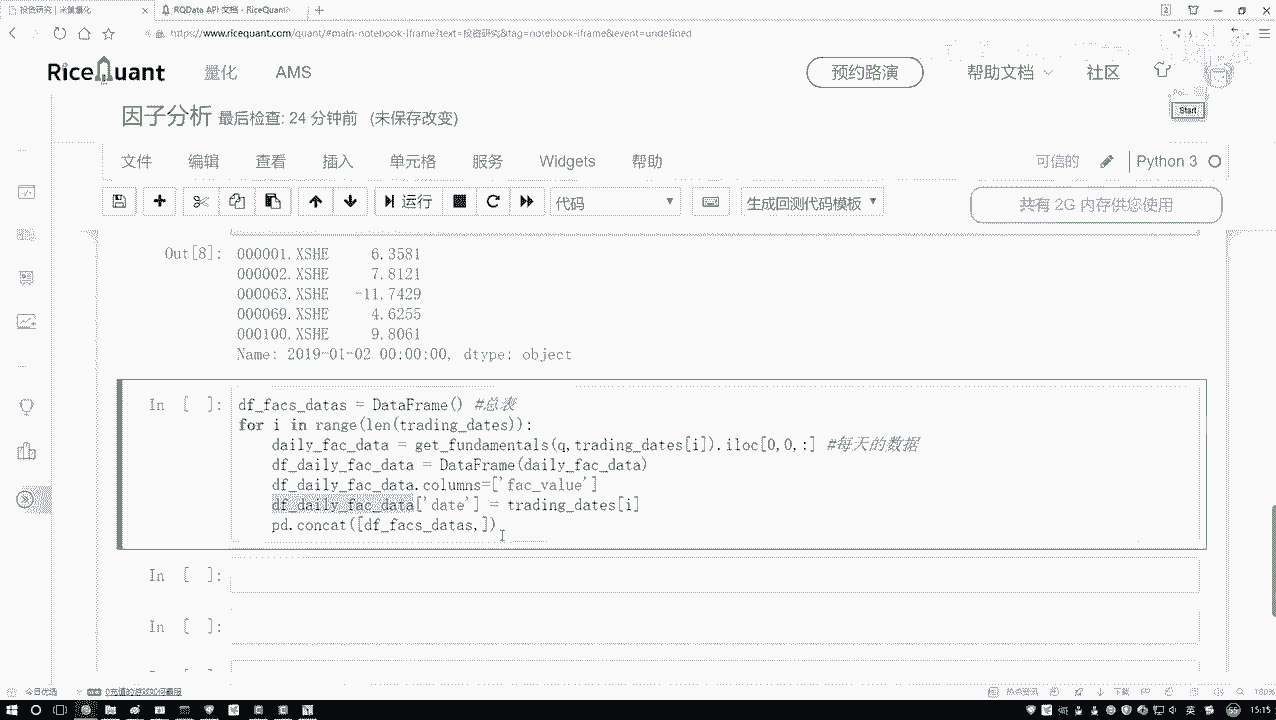 投资研究 | 米筐量化
RQData API 文档 - RiceQuant
https://www.ricequant.com/quant/#main-notebook-iframe?text=投资研究&tag=notebook-iframe&event=undefined
RiceQuant 量化 AMS 预约路演 帮助文档 社区
Start
因子分析 最后检查: 24 分钟前 (未保存改变)
文件 编辑 查看 插入 单元格 服务 Widgets 帮助 可信的 Python 3
运行 代码 生成回测代码模板 共有 2G 内存供您使用
Out[8]: 000001.XSHE 6.3581
000002.XSHE 7.8121
000063.XSHE -11.7429
000069.XSHE 4.6255
000100.XSHE 9.8061
Name: 2019-01-02 00:00:00, dtype: object
In [ ]: df_facs_datas = DataFrame() #总表
for i in range(len(trading_dates)):
daily_fac_data = get_fundamentals(q,trading_dates[i]).iloc[0,0,:] #每天的数据
df_daily_fac_data = DataFrame(daily_fac_data)
df_daily_fac_data.columns=['fac_value']
df_daily_fac_data['date'] = trading_dates[i]
pd.concat([df_facs_datas,])
In [ ]:
In [ ]:
今日优选
热点资讯 下载 180%
英 15:15